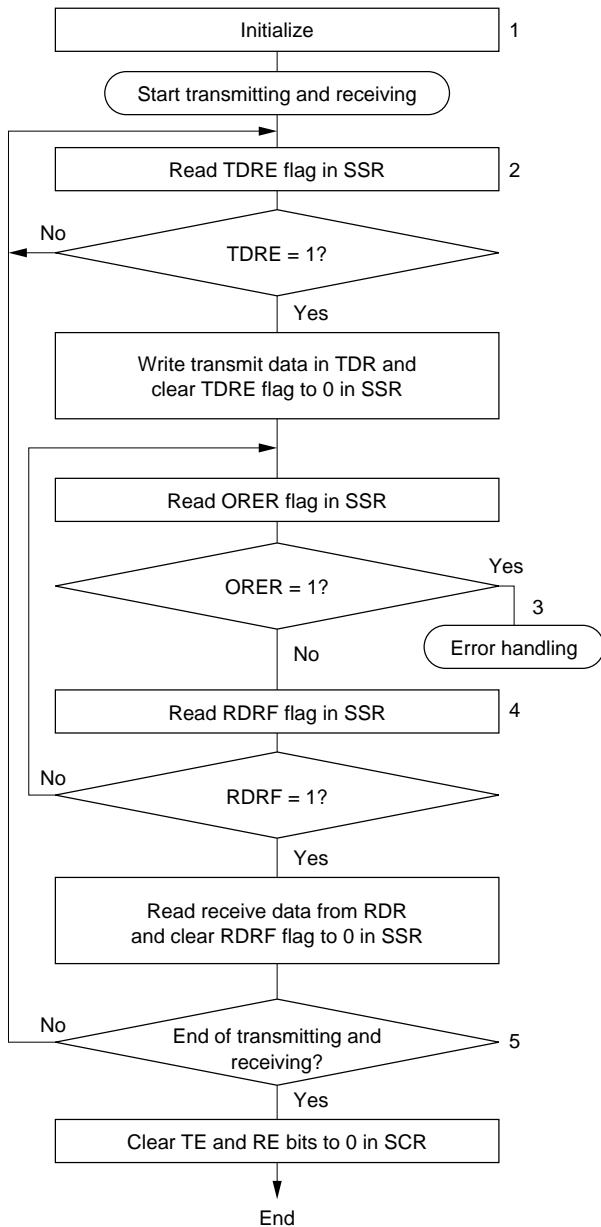 Initialize
1
Start transmitting and receiving
Read TDRE flag in SSR
2
No
TDRE = 1?
Yes
Write transmit data in TDR and
clear TDRE flag to 0 in SSR
Read ORER flag in SSR
Yes
ORER = 1?
3
Error handling
No
Read RDRF flag in SSR
4
No
RDRF = 1?
Yes
Read receive data from RDR
and clear RDRF flag to 0 in SSR
No
End of transmitting and
receiving?
5
Yes
Clear TE and RE bits to 0 in SCR
End